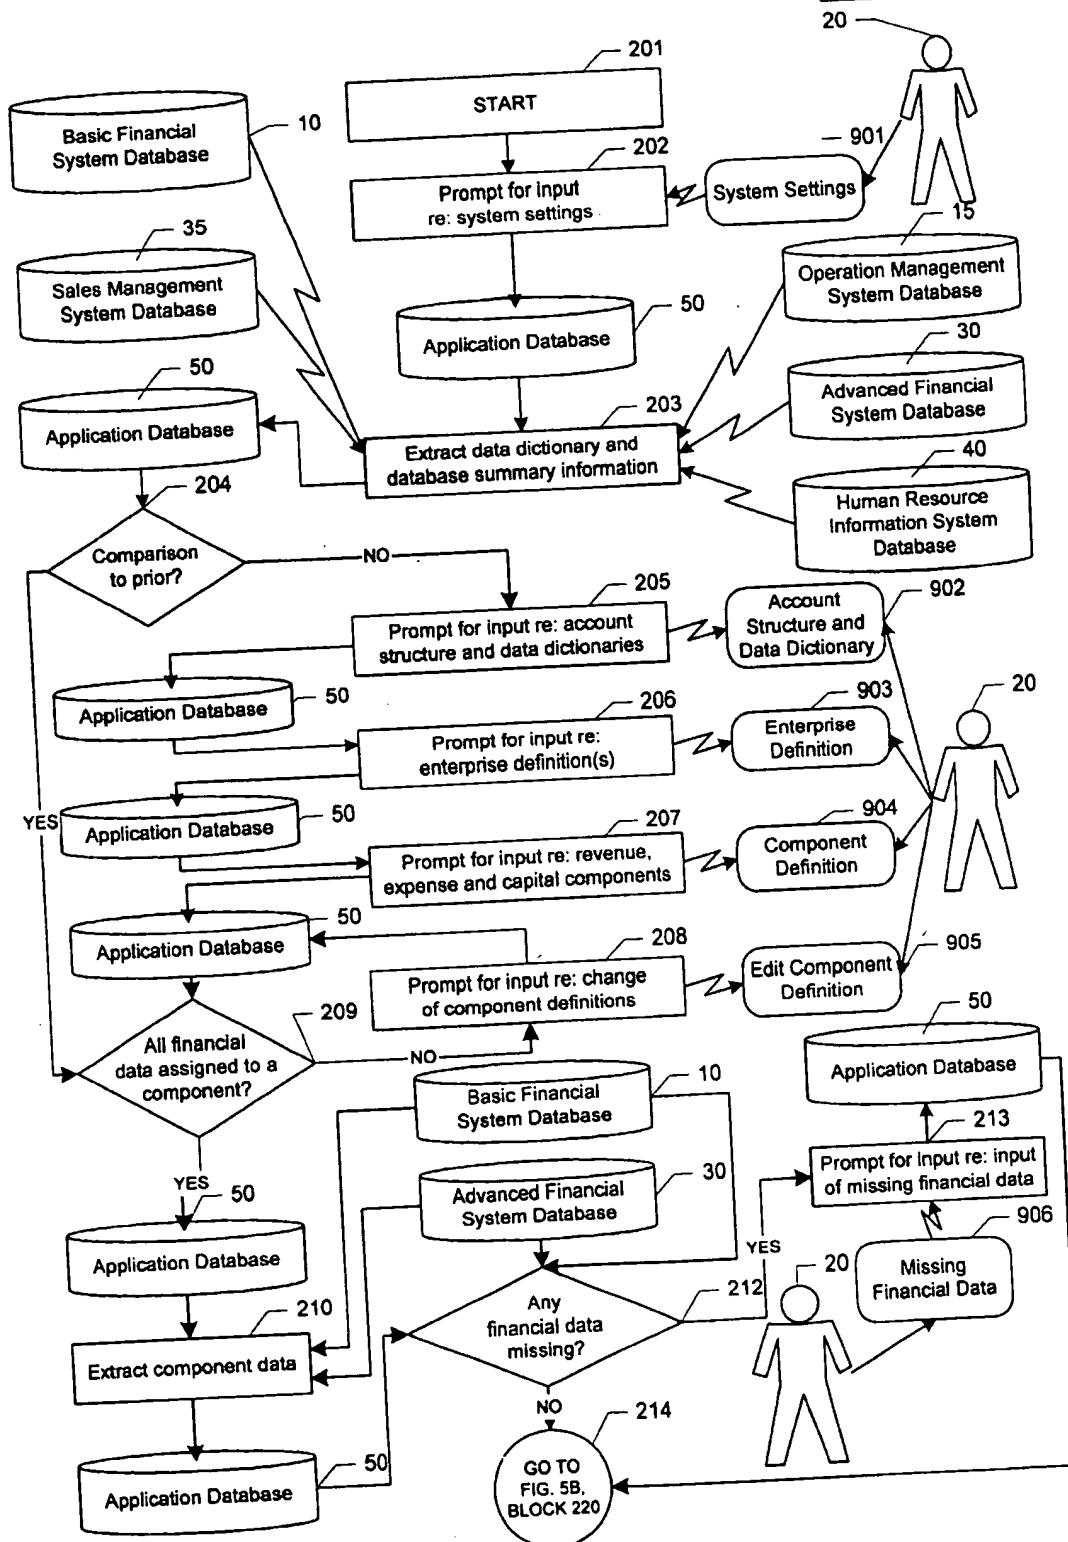 20
201
START
Basic Financial
System Database
10
901
202
Prompt for input
re: system settings
System Settings
35
15
Sales Management
System Database
Operation Management
System Database
50
Application Database
30
50
Application Database
203
Advanced Financial
System Database
Extract data dictionary and
database summary information
40
204
Human Resource
Information System
Database
Comparison
to prior?
NO
205
Account
Structure and
Data Dictionary
902
Prompt for input re: account
structure and data dictionaries
50
Application Database
903
20
206
Enterprise
Definition
Prompt for input re:
enterprise definition(s)
YES
50
Application Database
904
207
Component
Definition
Prompt for input re: revenue,
expense and capital components
50
Application Database
208
905
Edit Component
Definition
Prompt for input re: change
of component definitions
209
50
All financial
data assigned to a
component?
NO
Application Database
10
Basic Financial
System Database
213
Prompt for input re: input
of missing financial data
YES
30
Advanced Financial
System Database
50
906
Application Database
YES
20
Missing
Financial Data
212
210
Any
financial data
missing?
Extract component data
NO
214
50
Application Database
GO TO
FIG. 5B,
BLOCK 220